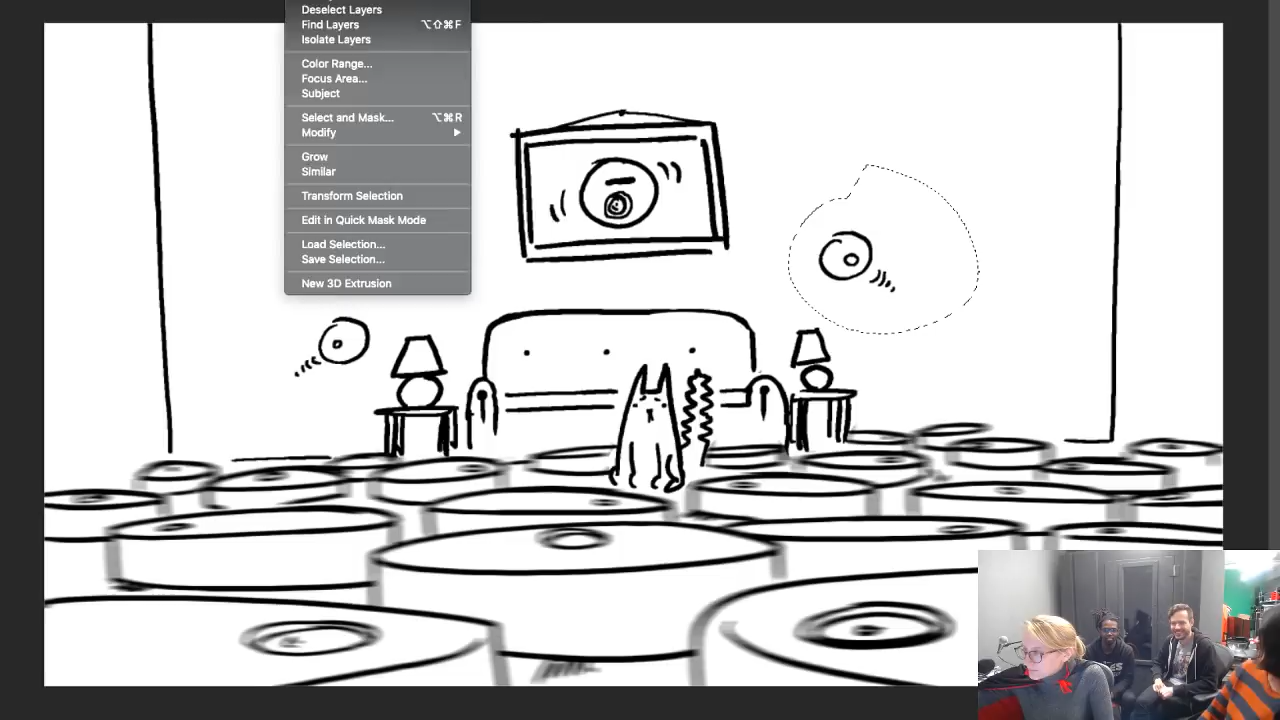 Deselect Layers
Find Layers ⌥⇧⌘F
Isolate Layers
Color Range...
Focus Area...
Subject
Select and Mask... ⌥⌘R
Modify
Grow
Similar
Transform Selection
Edit in Quick Mask Mode
Load Selection...
Save Selection...
New 3D Extrusion